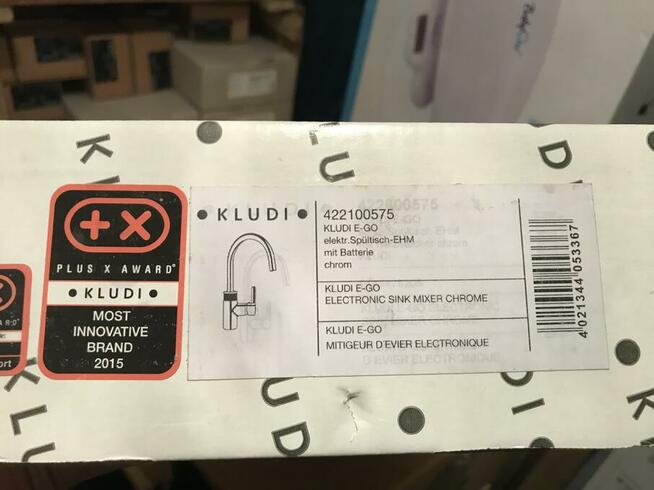 PLUS X AWARD
KLUDI
MOST
INNOVATIVE
BRAND
2015
KLUDI
422100575
KLUDI E-GO
elektr.Spültisch-EHM
mit Batterie
chrom
KLUDI E-GO
ELECTRONIC SINK MIXER CHROME
KLUDI E-GO
MITIGEUR D'EVIER ELECTRONIQUE
4 021344 053367